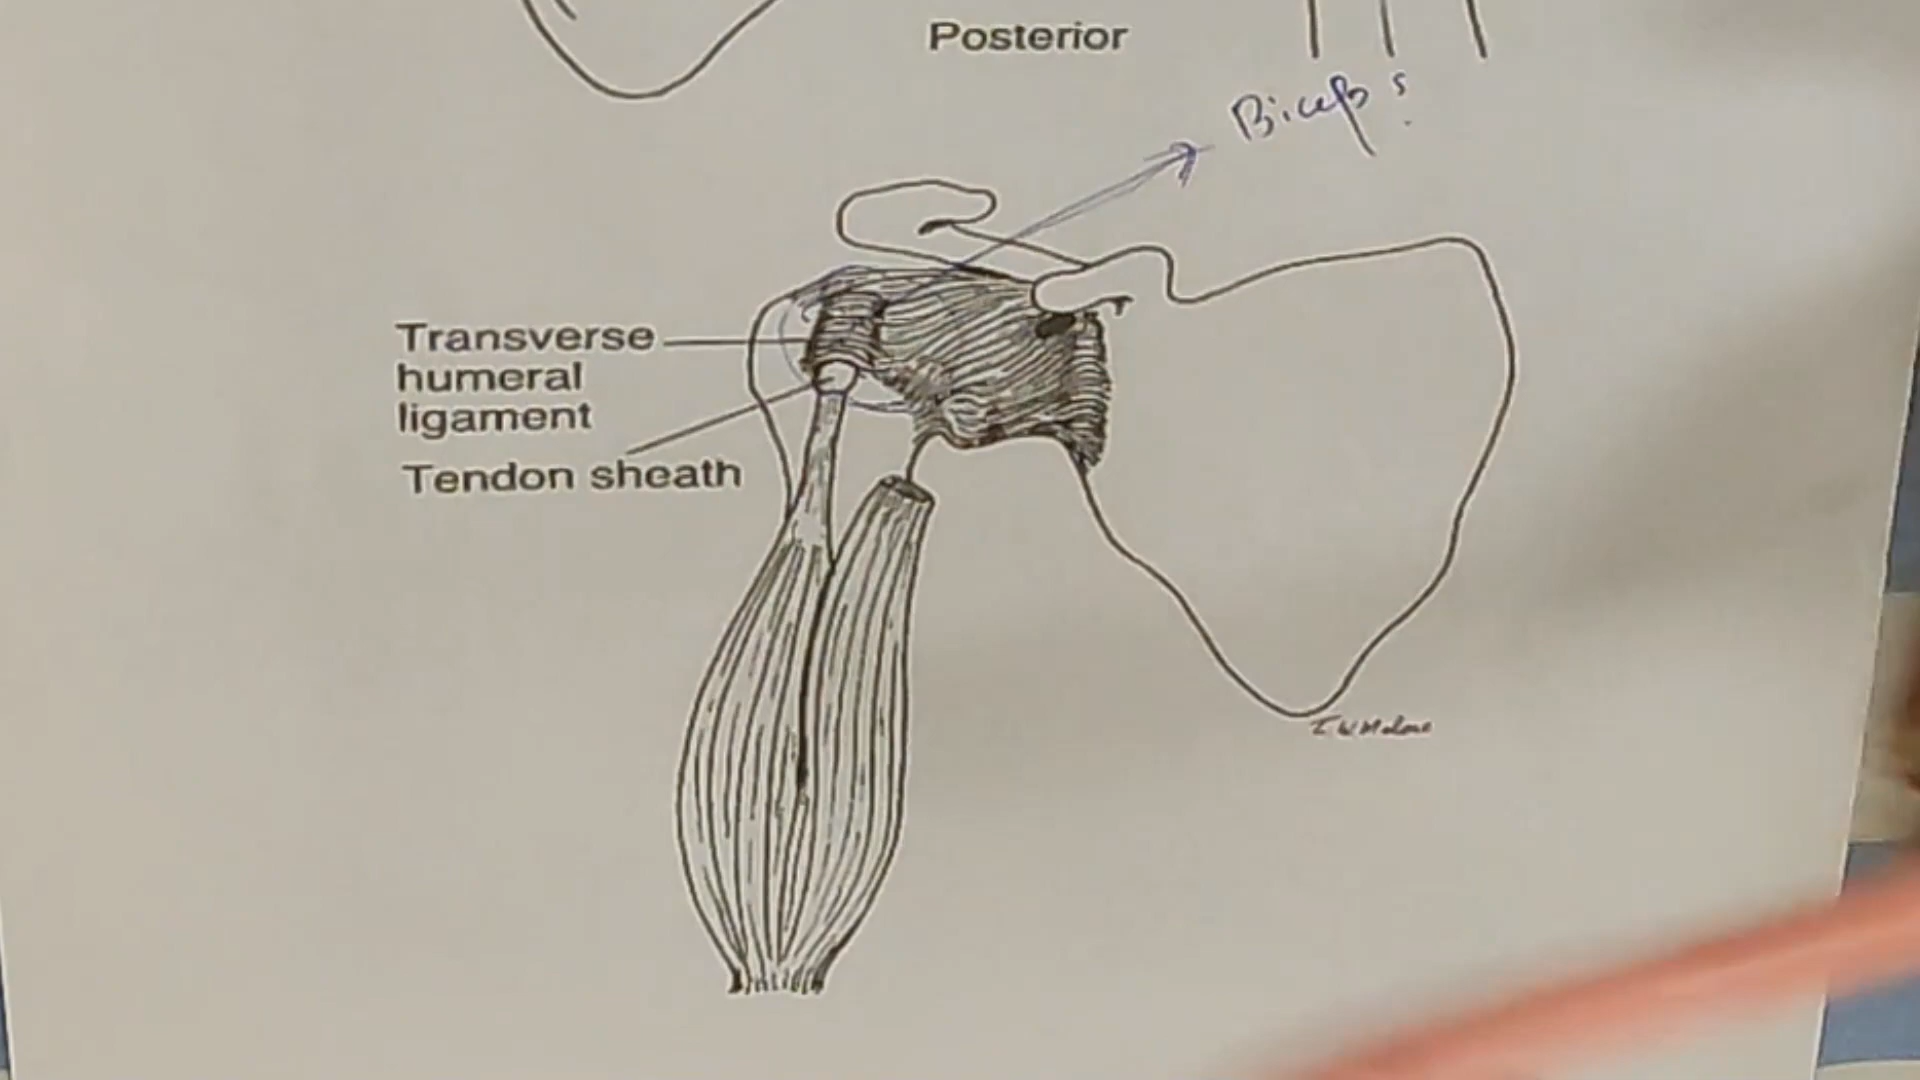 Posterior
Biceps
Transverse
humeral
ligament
Tendon sheath